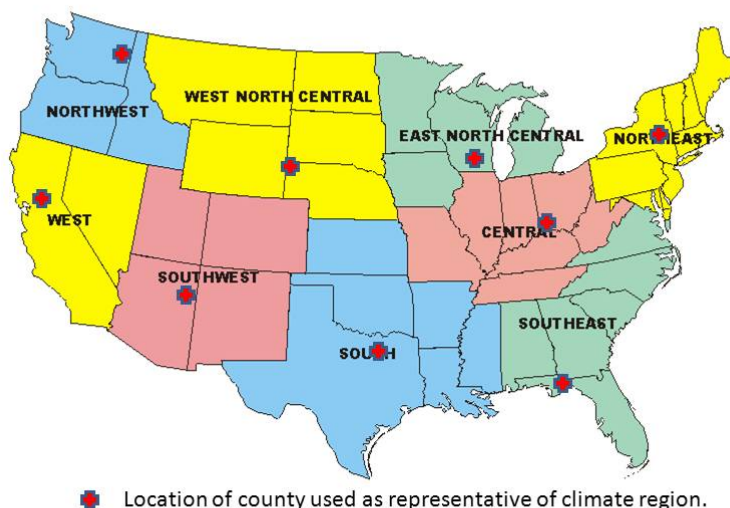 NORTHWEST
WEST NORTH CENTRAL
EAST NORTH CENTRAL
NORTHEAST
WEST
CENTRAL
SOUTHWEST
SOUTHEAST
SOUTH
Location of county used as representative of climate region.